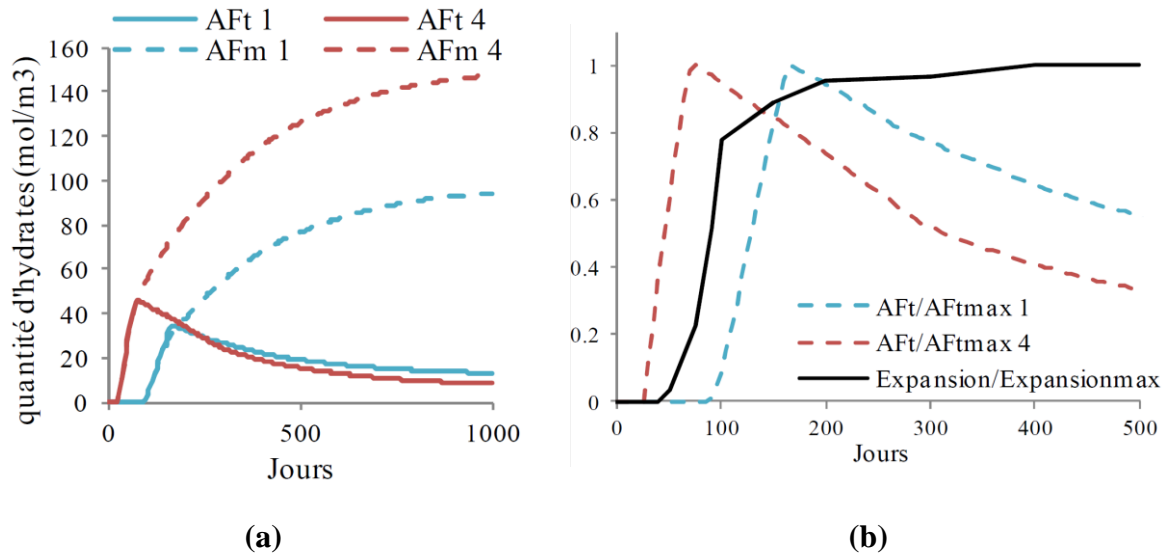 AFt 1 AFt 4
AFm 1 AFm 4
quantité d'hydrates (mol/m3)
160
140
120
100
80
60
40
20
0
0 500 1000
Jours
(a)
1
0.8
0.6
0.4
0.2
0
AFt/AFtmax 1
AFt/AFtmax 4
Expansion/Expansionmax
0 100 200 300 400 500
Jours
(b)